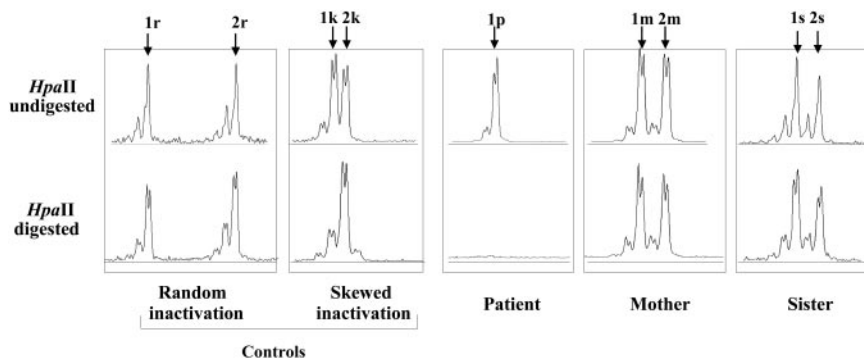 1r 2r 1k 2k 1p 1m 2m 1s 2s
HpaII
undigested
HpaII
digested
Random
inactivation
Skewed
inactivation
Patient
Mother
Sister
Controls